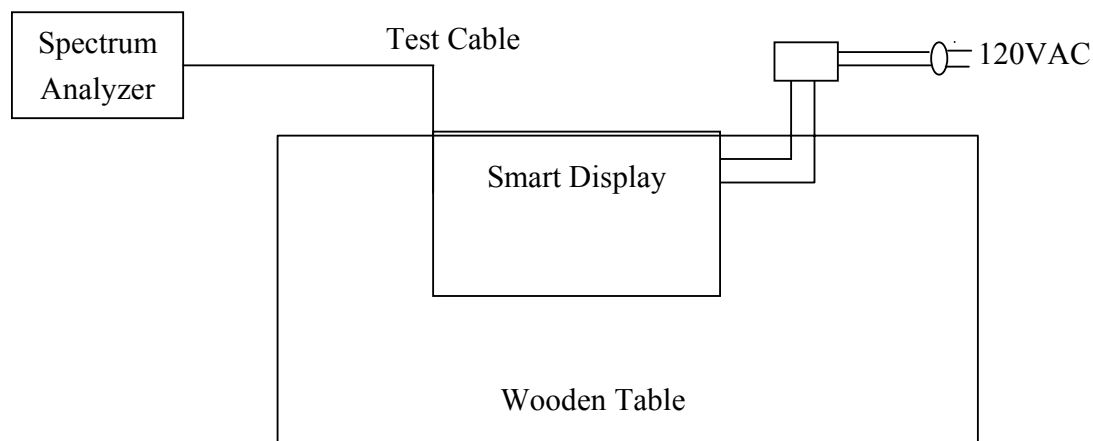 Spectrum
Analyzer
Test Cable
120VAC
Smart Display
Wooden Table